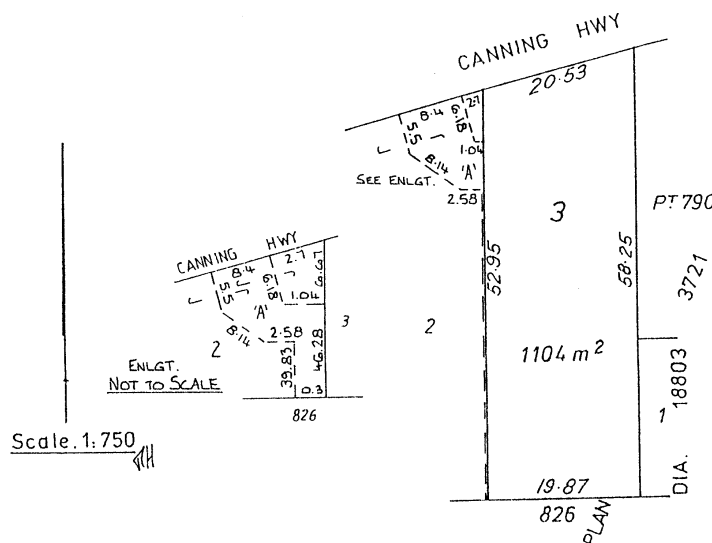 CANNING HWY
20·53
8.4
2.7
6.18
5.5
1.04
8.14
'A'
SEE ENLGT.
2.58
3
PT 790
3721
52.95
58.25
CANNING HWY
8.4
2.7
6.67
5.5
6.18
1.04
'A'
8.14
2.58
2
3
2
46.28
39.83
0.3
826
ENLGT.
NOT TO SCALE
1104 m²
1
DIA. 18803
Scale.1:750
19.87
826
PLAN